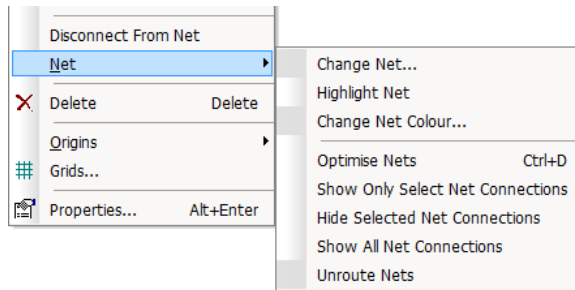 Disconnect From Net
Net
Delete Delete
Origins
Grids...
Properties... Alt+Enter
Change Net...
Highlight Net
Change Net Colour...
Optimise Nets Ctrl+D
Show Only Select Net Connections
Hide Selected Net Connections
Show All Net Connections
Unroute Nets